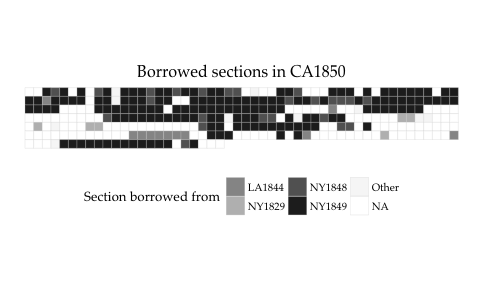 Borrowed sections in CA1850
Section borrowed from
LA1844 NY1848 Other
NY1829 NY1849 NA